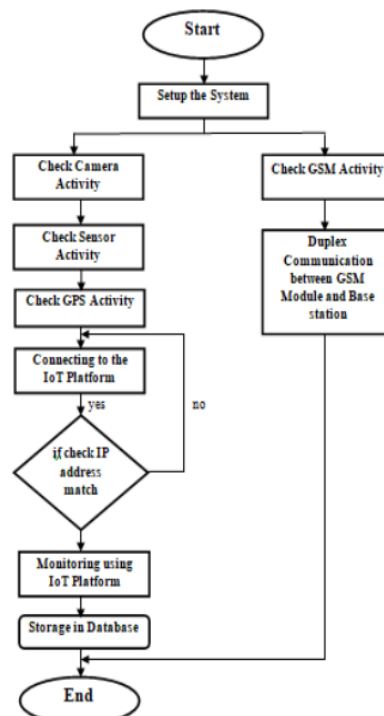 Start
Setup the System
Check Camera
Activity
Check GSM Activity
Check Sensor
Activity
Duplex
Communication
between GSM
Module and Base
station
Check GPS Activity
Connecting to the
IoT Platform
yes
no
if check IP
address
match
Monitoring using
IoT Platform
Storage in Database
End